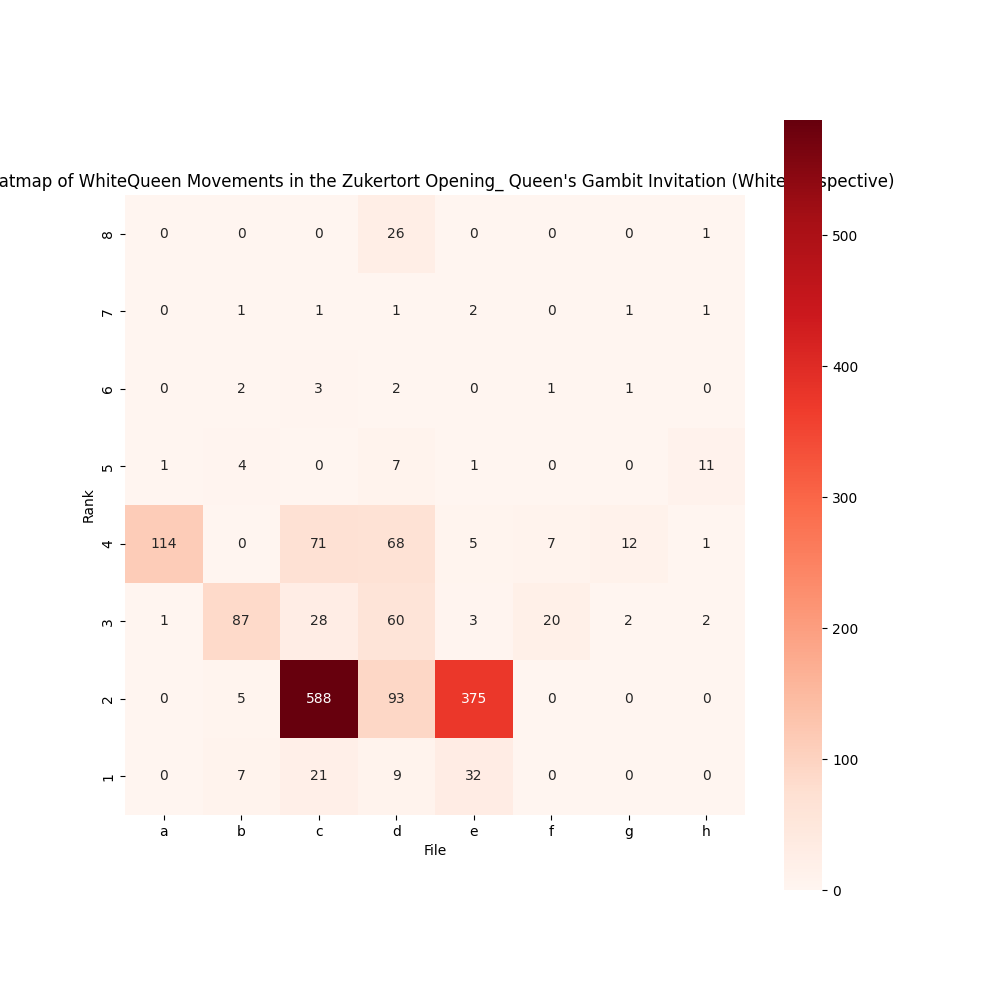 atmap of WhiteQueen Movements in the Zukertort Opening_ Queen's Gambit Invitation (White spective)
500
400
300
200
100
0
Rank
8 0 0 0 26 0 0 0 1
7 0 1 1 1 2 0 1 1
6 0 2 3 2 0 1 1 0
5 1 4 0 7 1 0 0 11
4 114 0 71 68 5 7 12 1
3 1 87 28 60 3 20 2 2
2 0 5 588 93 375 0 0 0
1 0 7 21 9 32 0 0 0
a b c d e f g h
File